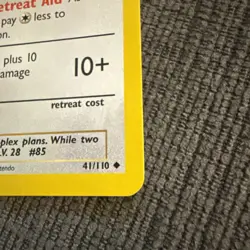 etreat Aid
pay less to
on.
plus 10
amage 10+
retreat cost
plex plans. While two
V. 28 #85
tendo 41/110